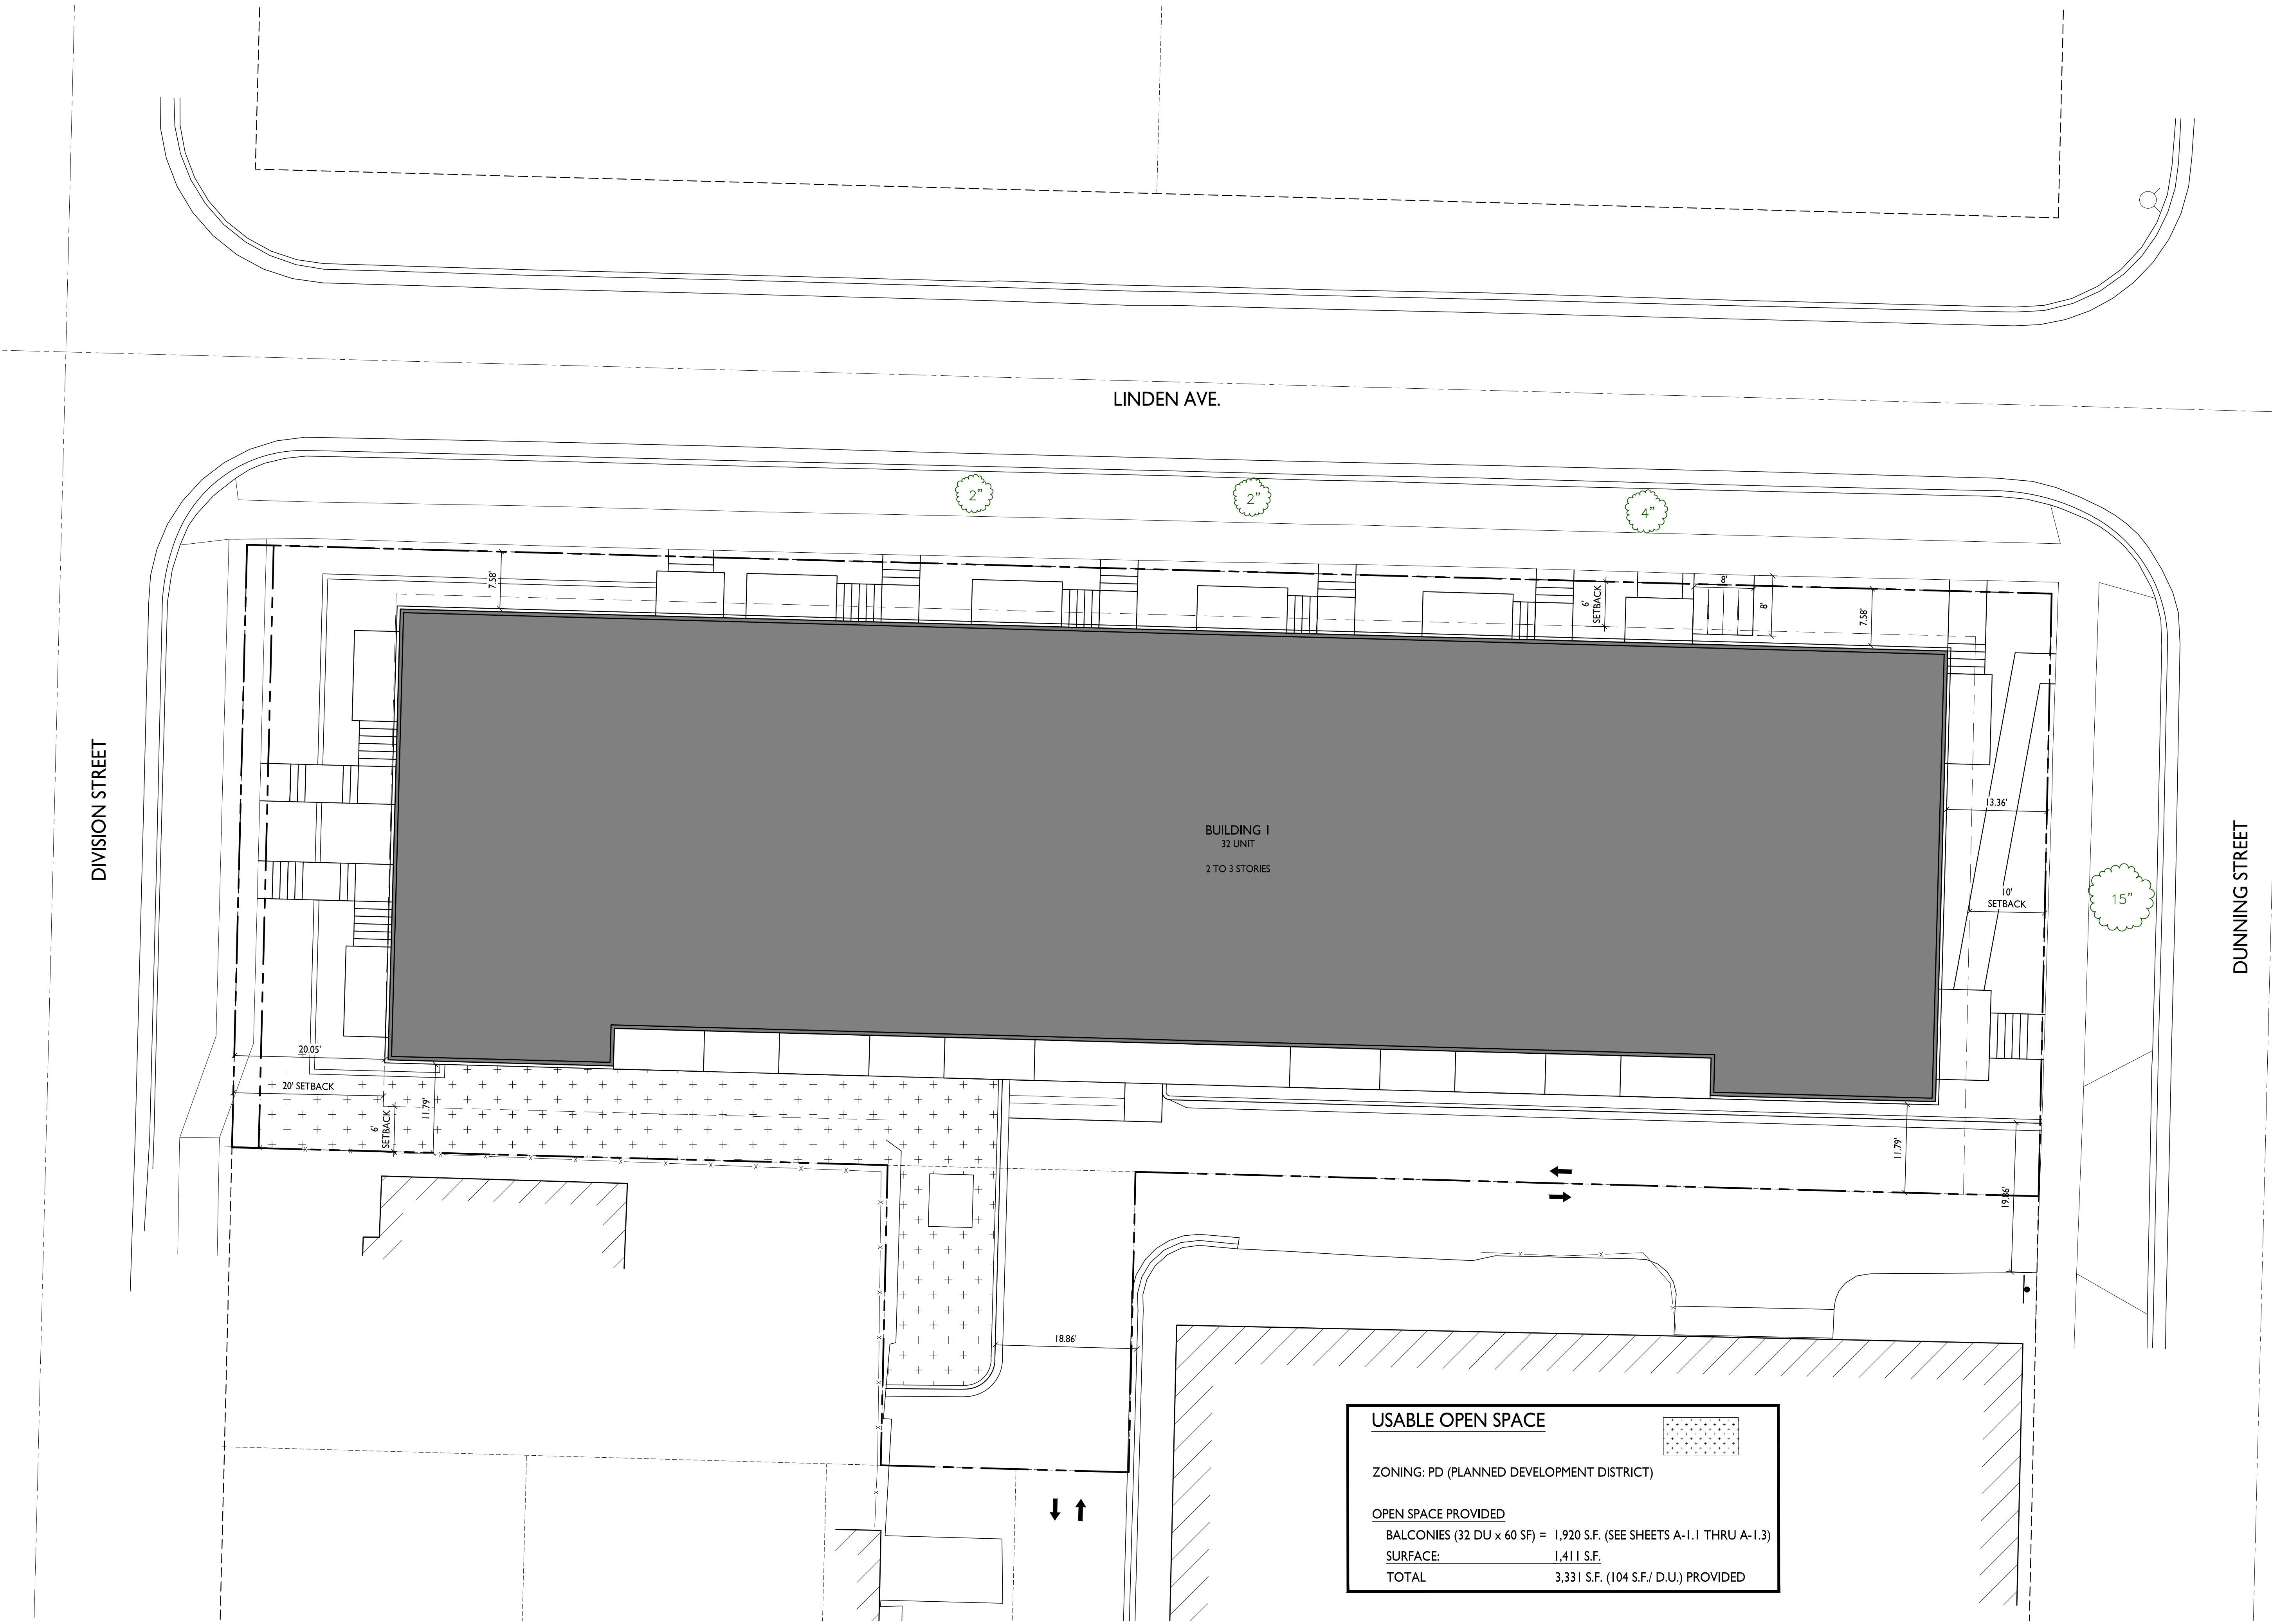 LINDEN AVE.
2”
2”
4”
7.58'
6'
SETBACK
8'
8'
7.58'
DIVISION STREET
BUILDING 1
32 UNIT
2 TO 3 STORIES
13.36'
10'
SETBACK
15”
DUNNING STREET
20.05'
20' SETBACK
6'
SETBACK
11.79'
11.79'
19.86'
18.86'
USABLE OPEN SPACE
ZONING: PD (PLANNED DEVELOPMENT DISTRICT)
OPEN SPACE PROVIDED
BALCONIES (32 DU x 60 SF) = 1,920 S.F. (SEE SHEETS A-1.1 THRU A-1.3)
SURFACE: 1,411 S.F.
TOTAL 3,331 S.F. (104 S.F./ D.U.) PROVIDED